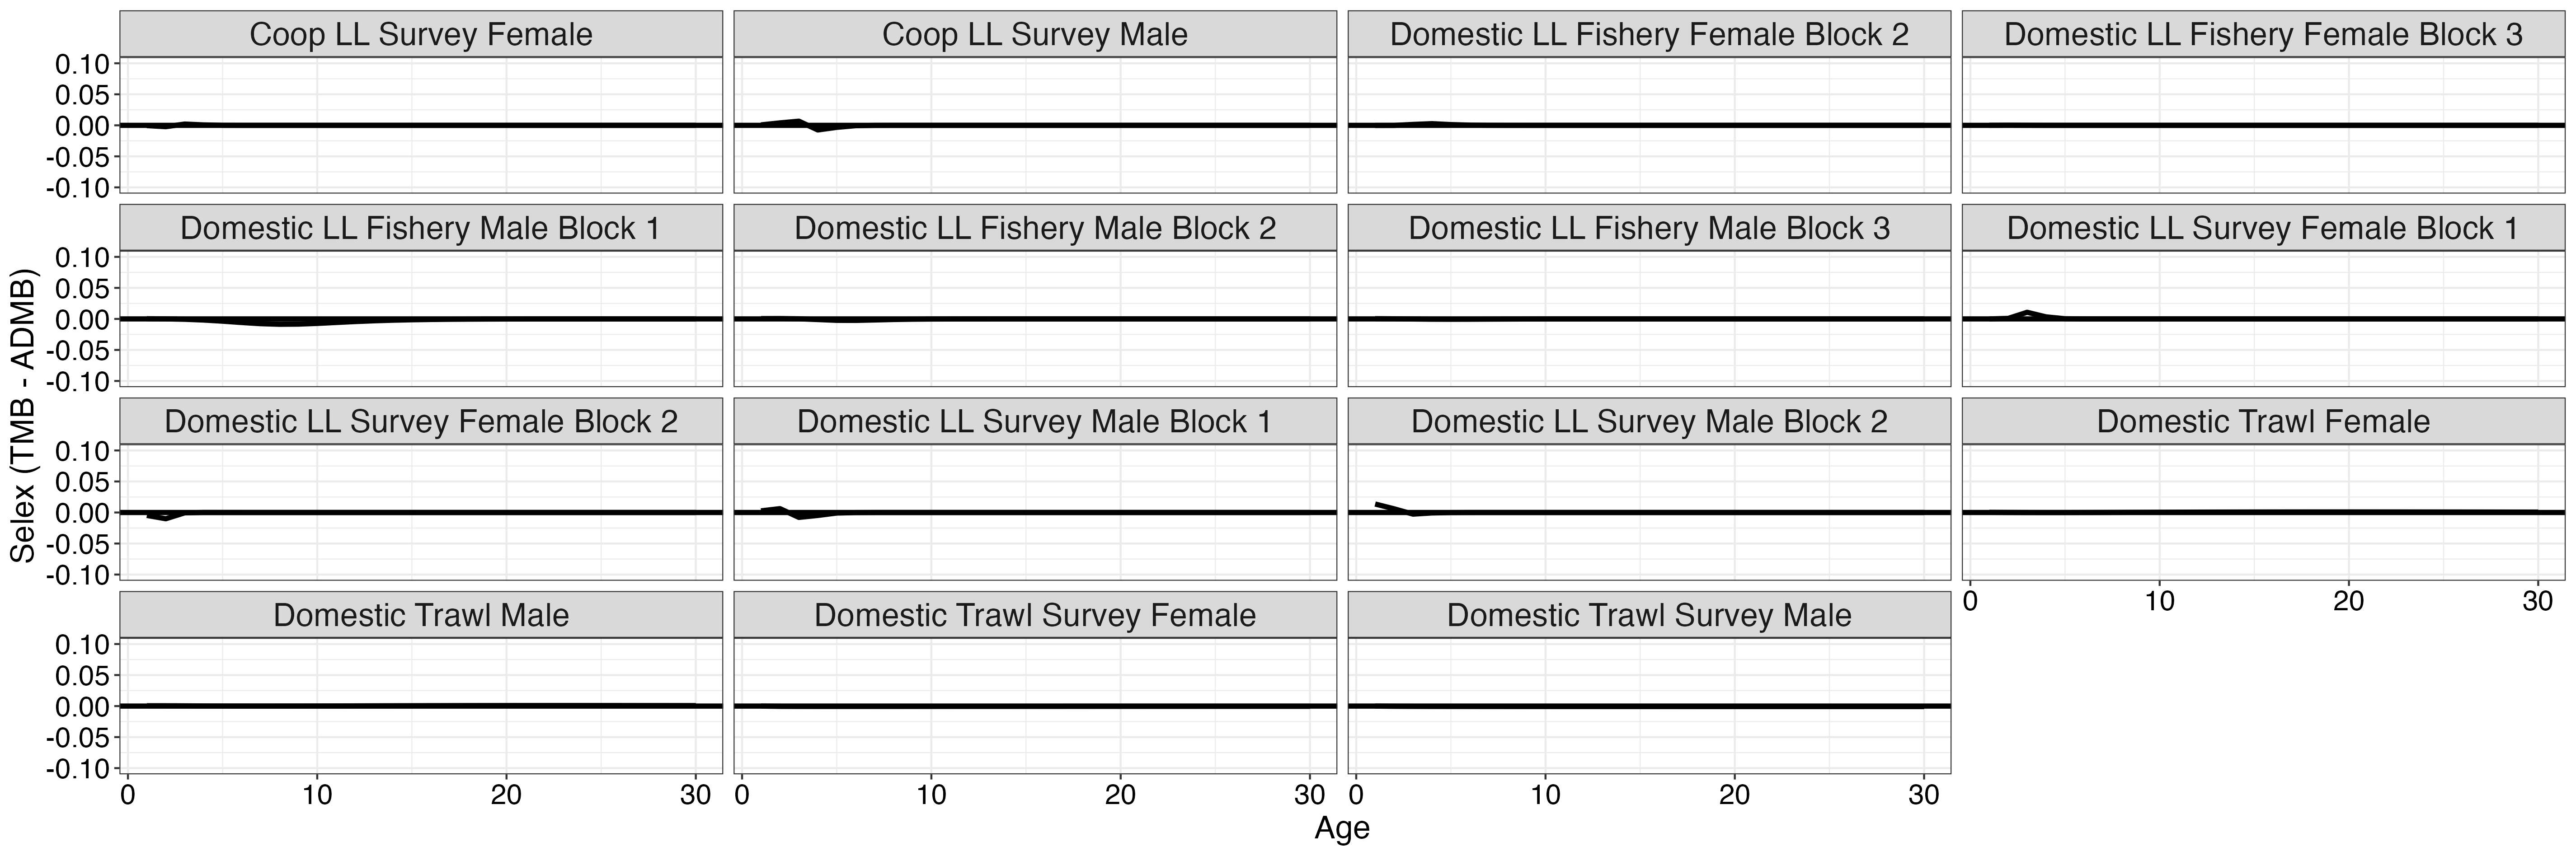 Coop LL Survey Female
Coop LL Survey Male
Domestic LL Fishery Female Block 2
Domestic LL Fishery Female Block 3
0.10
0.05
0.00
-0.05
-0.10
Domestic LL Fishery Male Block 1
Domestic LL Fishery Male Block 2
Domestic LL Fishery Male Block 3
Domestic LL Survey Female Block 1
0.10
0.05
0.00
-0.05
-0.10
Selex (TMB - ADMB)
Domestic LL Survey Female Block 2
Domestic LL Survey Male Block 1
Domestic LL Survey Male Block 2
Domestic Trawl Female
0.10
0.05
0.00
-0.05
-0.10
0 10 20 30
Domestic Trawl Male
Domestic Trawl Survey Female
Domestic Trawl Survey Male
0.10
0.05
0.00
-0.05
-0.10
0 10 20 30
0 10 20 30
0 10 20 30
Age